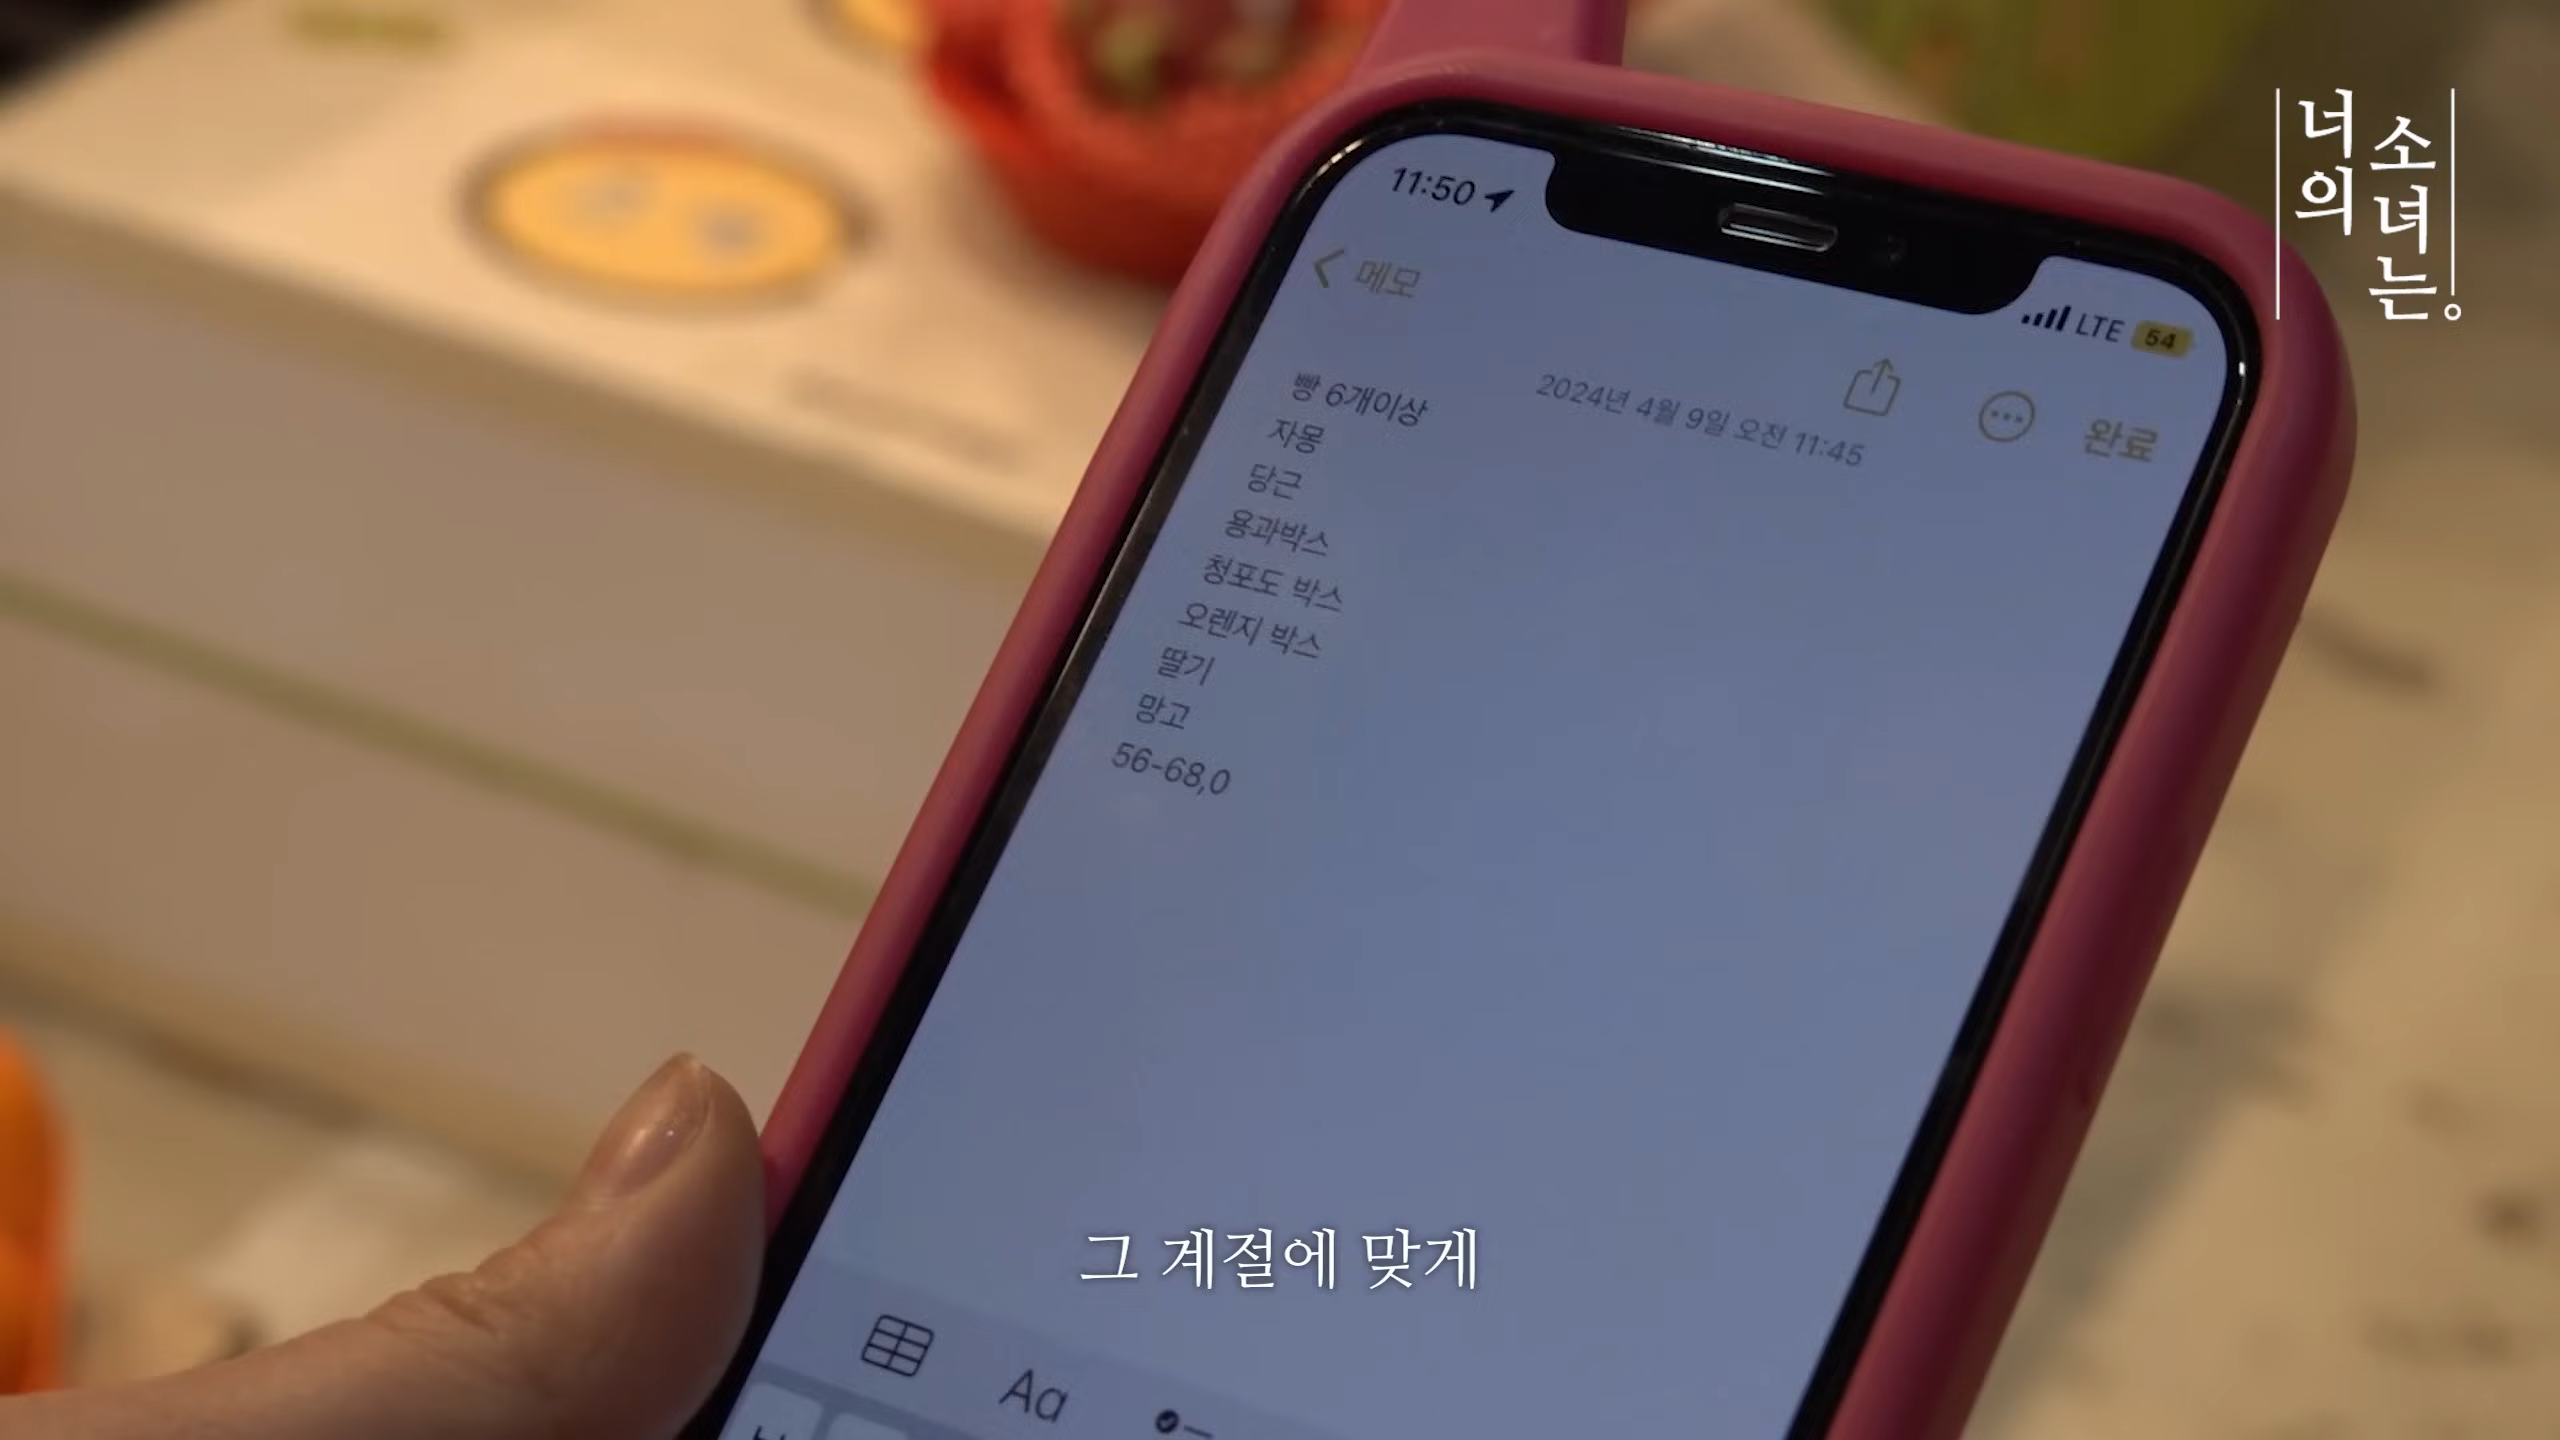 너의
소녀는。
11:50
LTE 54
메모
완료
2024년 4월 9일 오전 11:45
빵 6개이상
자몽
당근
용과박스
청포도 박스
오렌지 박스
딸기
망고
56-68,0
그 계절에 맞게
Aa